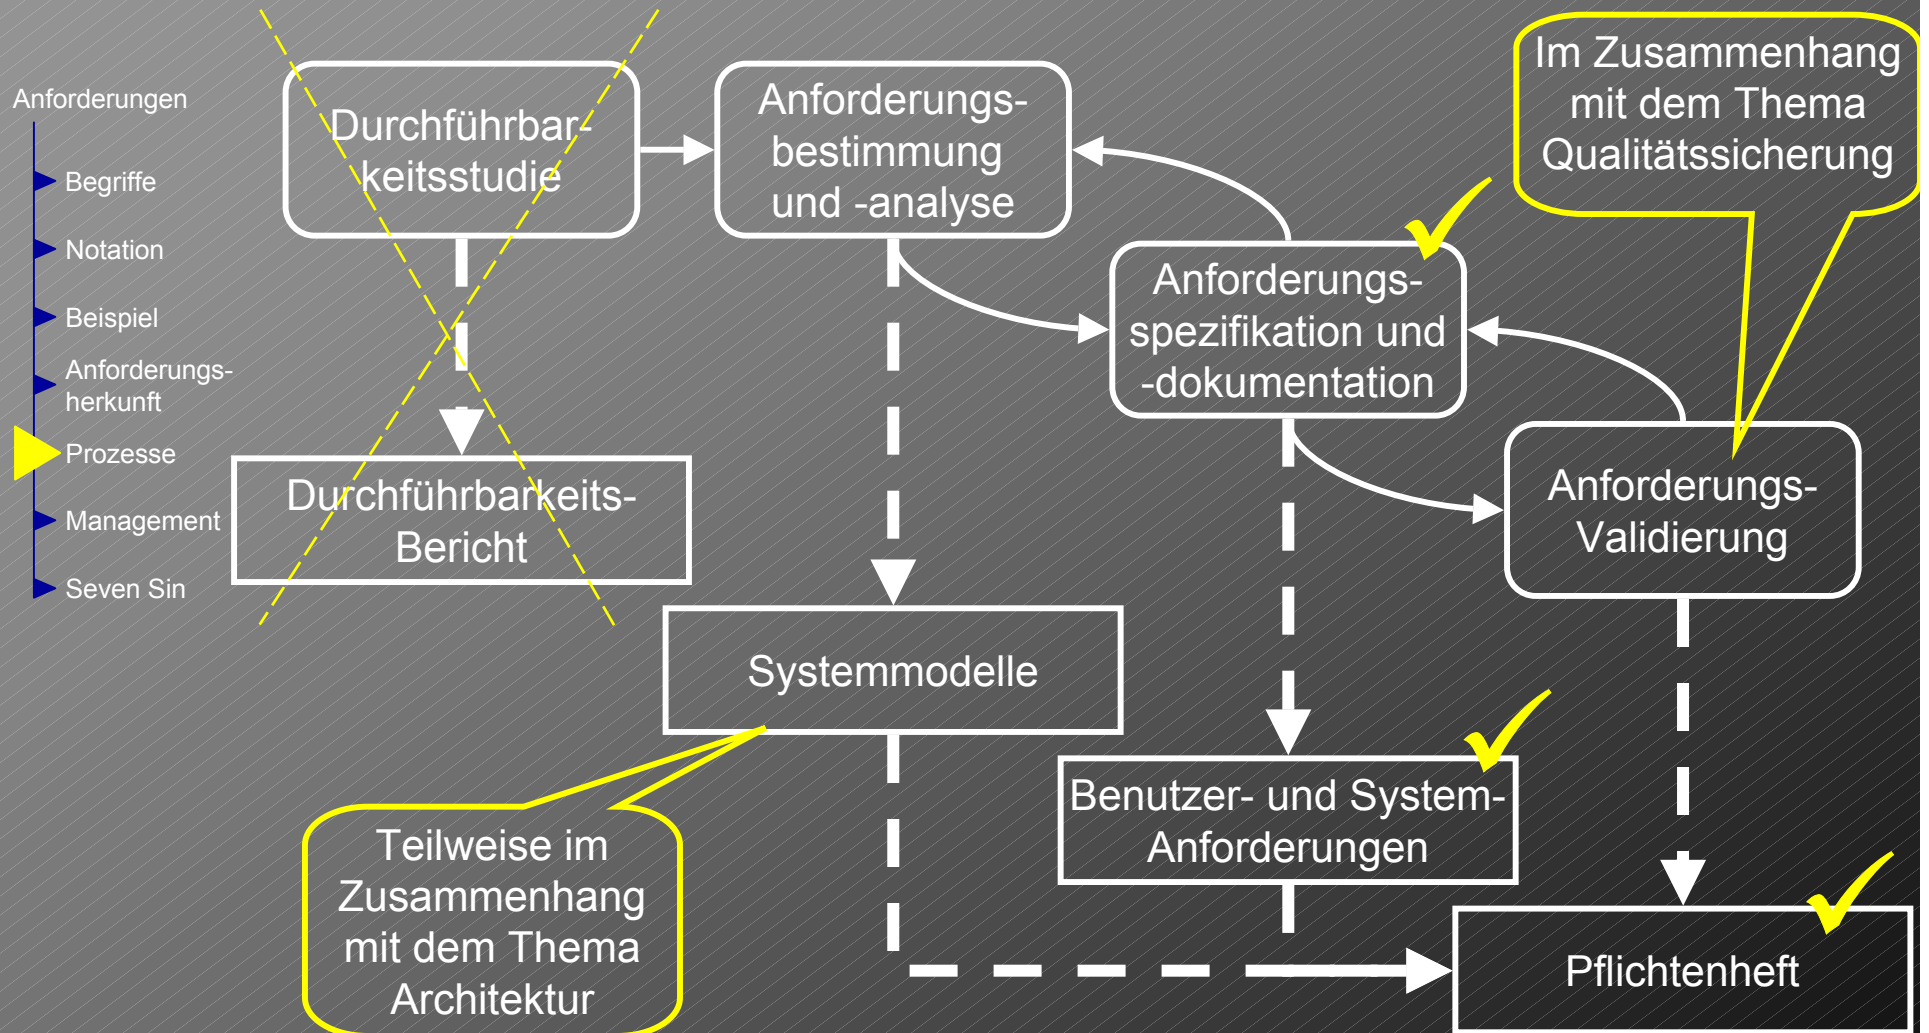 Anforderungen
Begriffe
Notation
Beispiel
Anforderungs-
herkunft
Prozesse
Management
Seven Sin
Durchführbar-
keitsstudie
Anforderungs-
bestimmung
und -analyse
Im Zusammenhang
mit dem Thema
Qualitätssicherung
Anforderungs-
spezifikation und
-dokumentation
Anforderungs-
Validierung
Durchführbarkeits-
Bericht
Systemmodelle
Benutzer- und System-
Anforderungen
Teilweise im
Zusammenhang
mit dem Thema
Architektur
Pflichtenheft